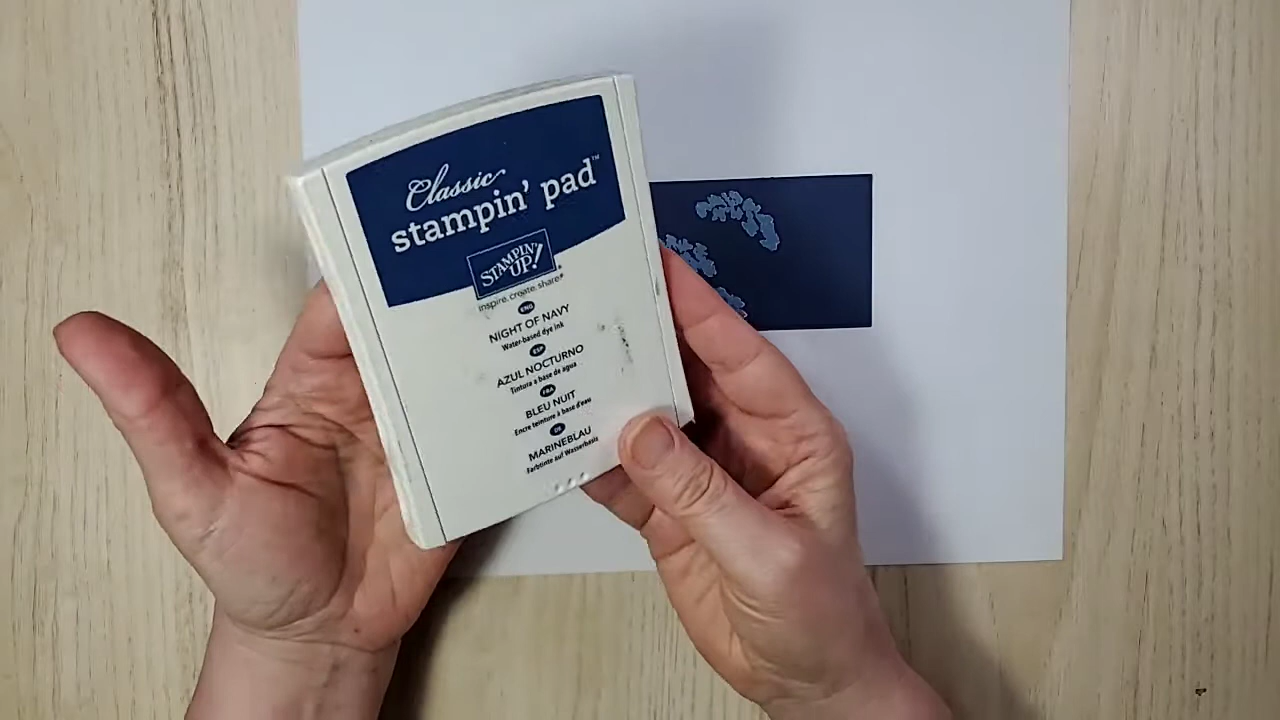 Classic
stampin' pad™
STAMPIN'
UP!®
inspire. create. share®
ENG
NIGHT OF NAVY
Water-based dye ink
ESP
AZUL NOCTURNO
Tintura a base de agua
FRA
BLEU NUIT
Encre teinture à base d'eau
DE
MARINEBLAU
Farbtinte auf Wasserbasis